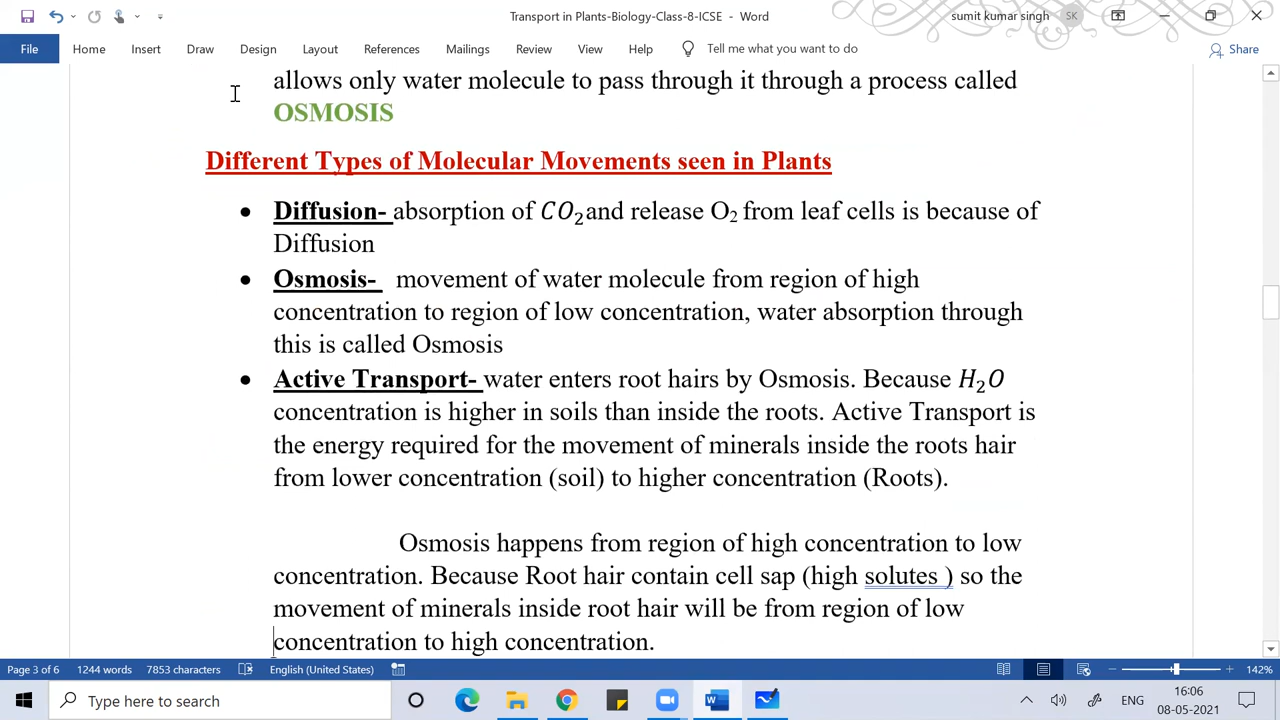 Transport in Plants-Biology-Class-8-ICSE - Word
sumit kumar singh SK
File Home Insert Draw Design Layout References Mailings Review View Help Tell me what you want to do Share
allows only water molecule to pass through it through a process called
OSMOSIS
Different Types of Molecular Movements seen in Plants
• Diffusion- absorption of CO₂and release O₂ from leaf cells is because of
Diffusion
• Osmosis- movement of water molecule from region of high
concentration to region of low concentration, water absorption through
this is called Osmosis
• Active Transport- water enters root hairs by Osmosis. Because H₂O
concentration is higher in soils than inside the roots. Active Transport is
the energy required for the movement of minerals inside the roots hair
from lower concentration (soil) to higher concentration (Roots).
Osmosis happens from region of high concentration to low
concentration. Because Root hair contain cell sap (high solutes ) so the
movement of minerals inside root hair will be from region of low
concentration to high concentration.
Page 3 of 6 1244 words 7853 characters English (United States) 142%
Type here to search
ENG
16:06
08-05-2021